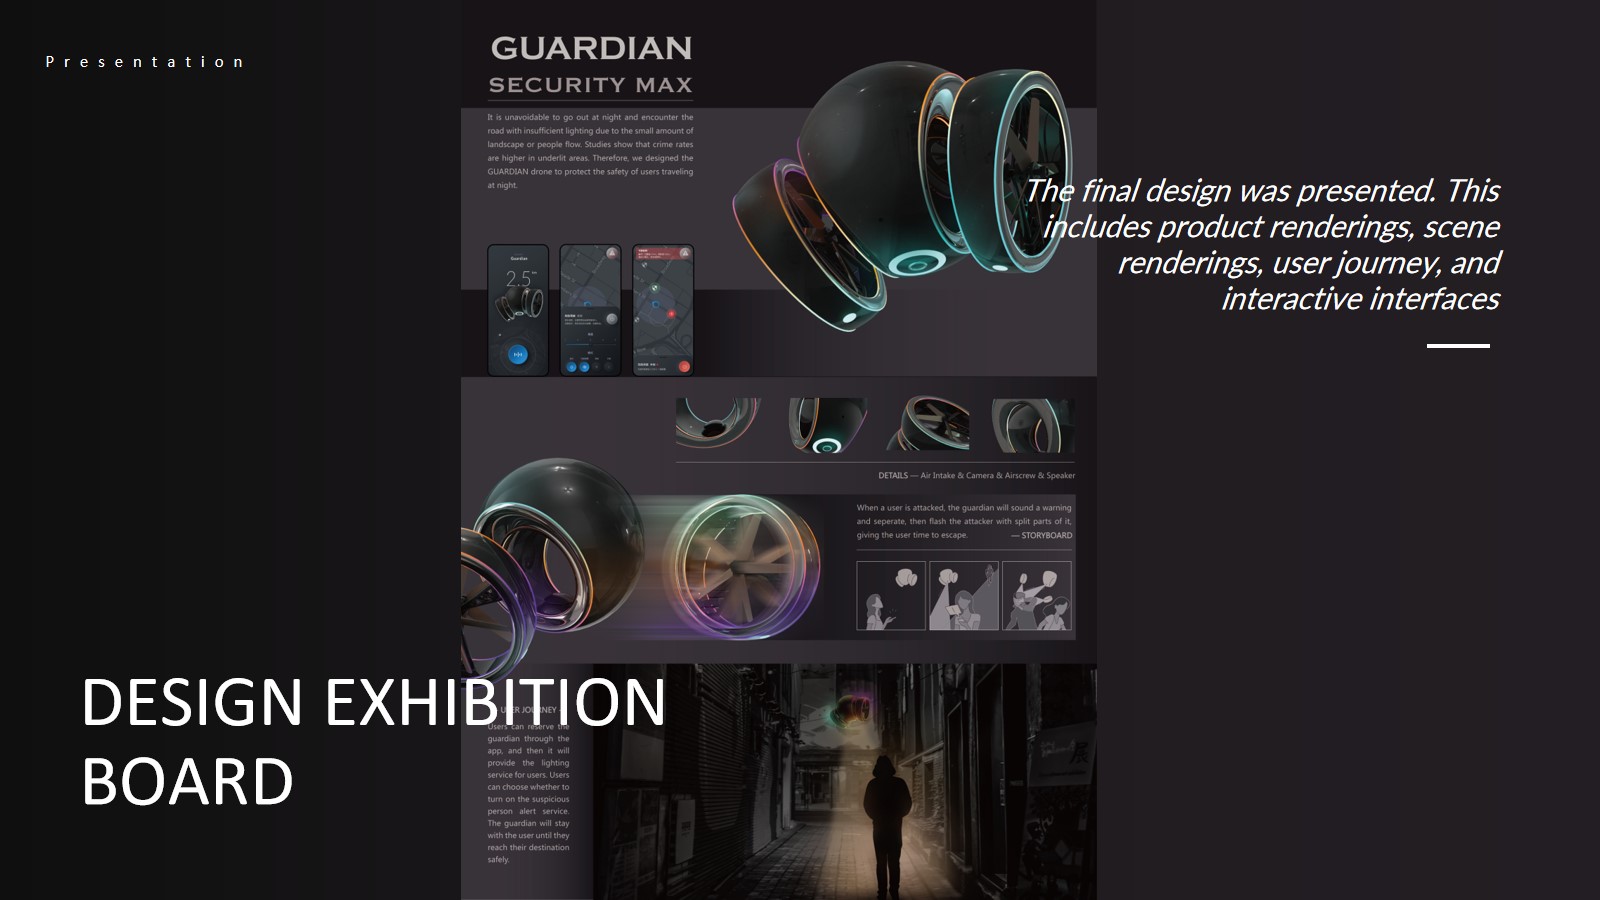 Presentation
GUARDIAN
SECURITY MAX
It is unavoidable to go out at night and encounter the
road with insufficient lighting due to the small amount of
landscape or people flow. Studies show that crime rates
are higher in underlit areas. Therefore, we designed the
GUARDIAN drone to protect the safety of users traveling
at night.
The final design was presented. This
includes product renderings, scene
renderings, user journey, and
interactive interfaces
Guardian
2.5
DETAILS — Air Intake & Camera & Airscrew & Speaker
When a user is attacked, the guardian will sound a warning
and seperate, then flash the attacker with split parts of it,
giving the user time to escape. — STORYBOARD
DESIGN EXHIBITION
BOARD
USER JOURNEY
Users can reserve the
guardian through the
app, and then it will
provide the lighting
service for users. Users
can choose whether to
turn on the suspicious
person alert service.
The guardian will stay
with the user until they
reach their destination
safely.